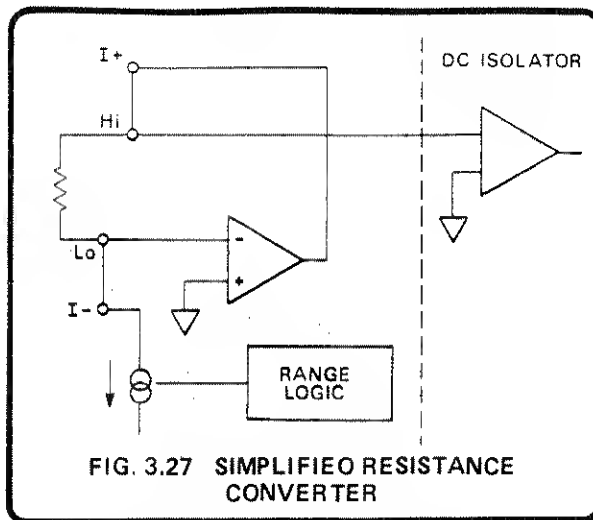 I+
DC ISOLATOR
Hi
Lo
-
+
I-
RANGE
LOGIC
FIG. 3.27 SIMPLIFIEO RESISTANCE
CONVERTER